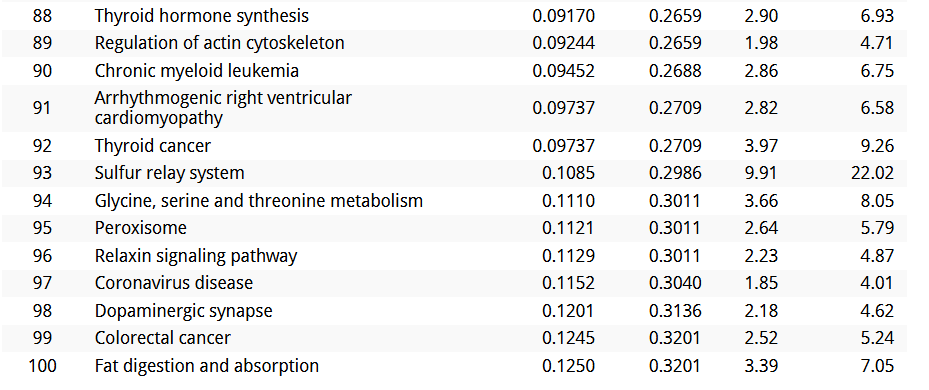 88 Thyroid hormone synthesis 0.09170 0.2659 2.90 6.93
89 Regulation of actin cytoskeleton 0.09244 0.2659 1.98 4.71
90 Chronic myeloid leukemia 0.09452 0.2688 2.86 6.75
91 Arrhythmogenic right ventricular cardiomyopathy 0.09737 0.2709 2.82 6.58
92 Thyroid cancer 0.09737 0.2709 3.97 9.26
93 Sulfur relay system 0.1085 0.2986 9.91 22.02
94 Glycine, serine and threonine metabolism 0.1110 0.3011 3.66 8.05
95 Peroxisome 0.1121 0.3011 2.64 5.79
96 Relaxin signaling pathway 0.1129 0.3011 2.23 4.87
97 Coronavirus disease 0.1152 0.3040 1.85 4.01
98 Dopaminergic synapse 0.1201 0.3136 2.18 4.62
99 Colorectal cancer 0.1245 0.3201 2.52 5.24
100 Fat digestion and absorption 0.1250 0.3201 3.39 7.05